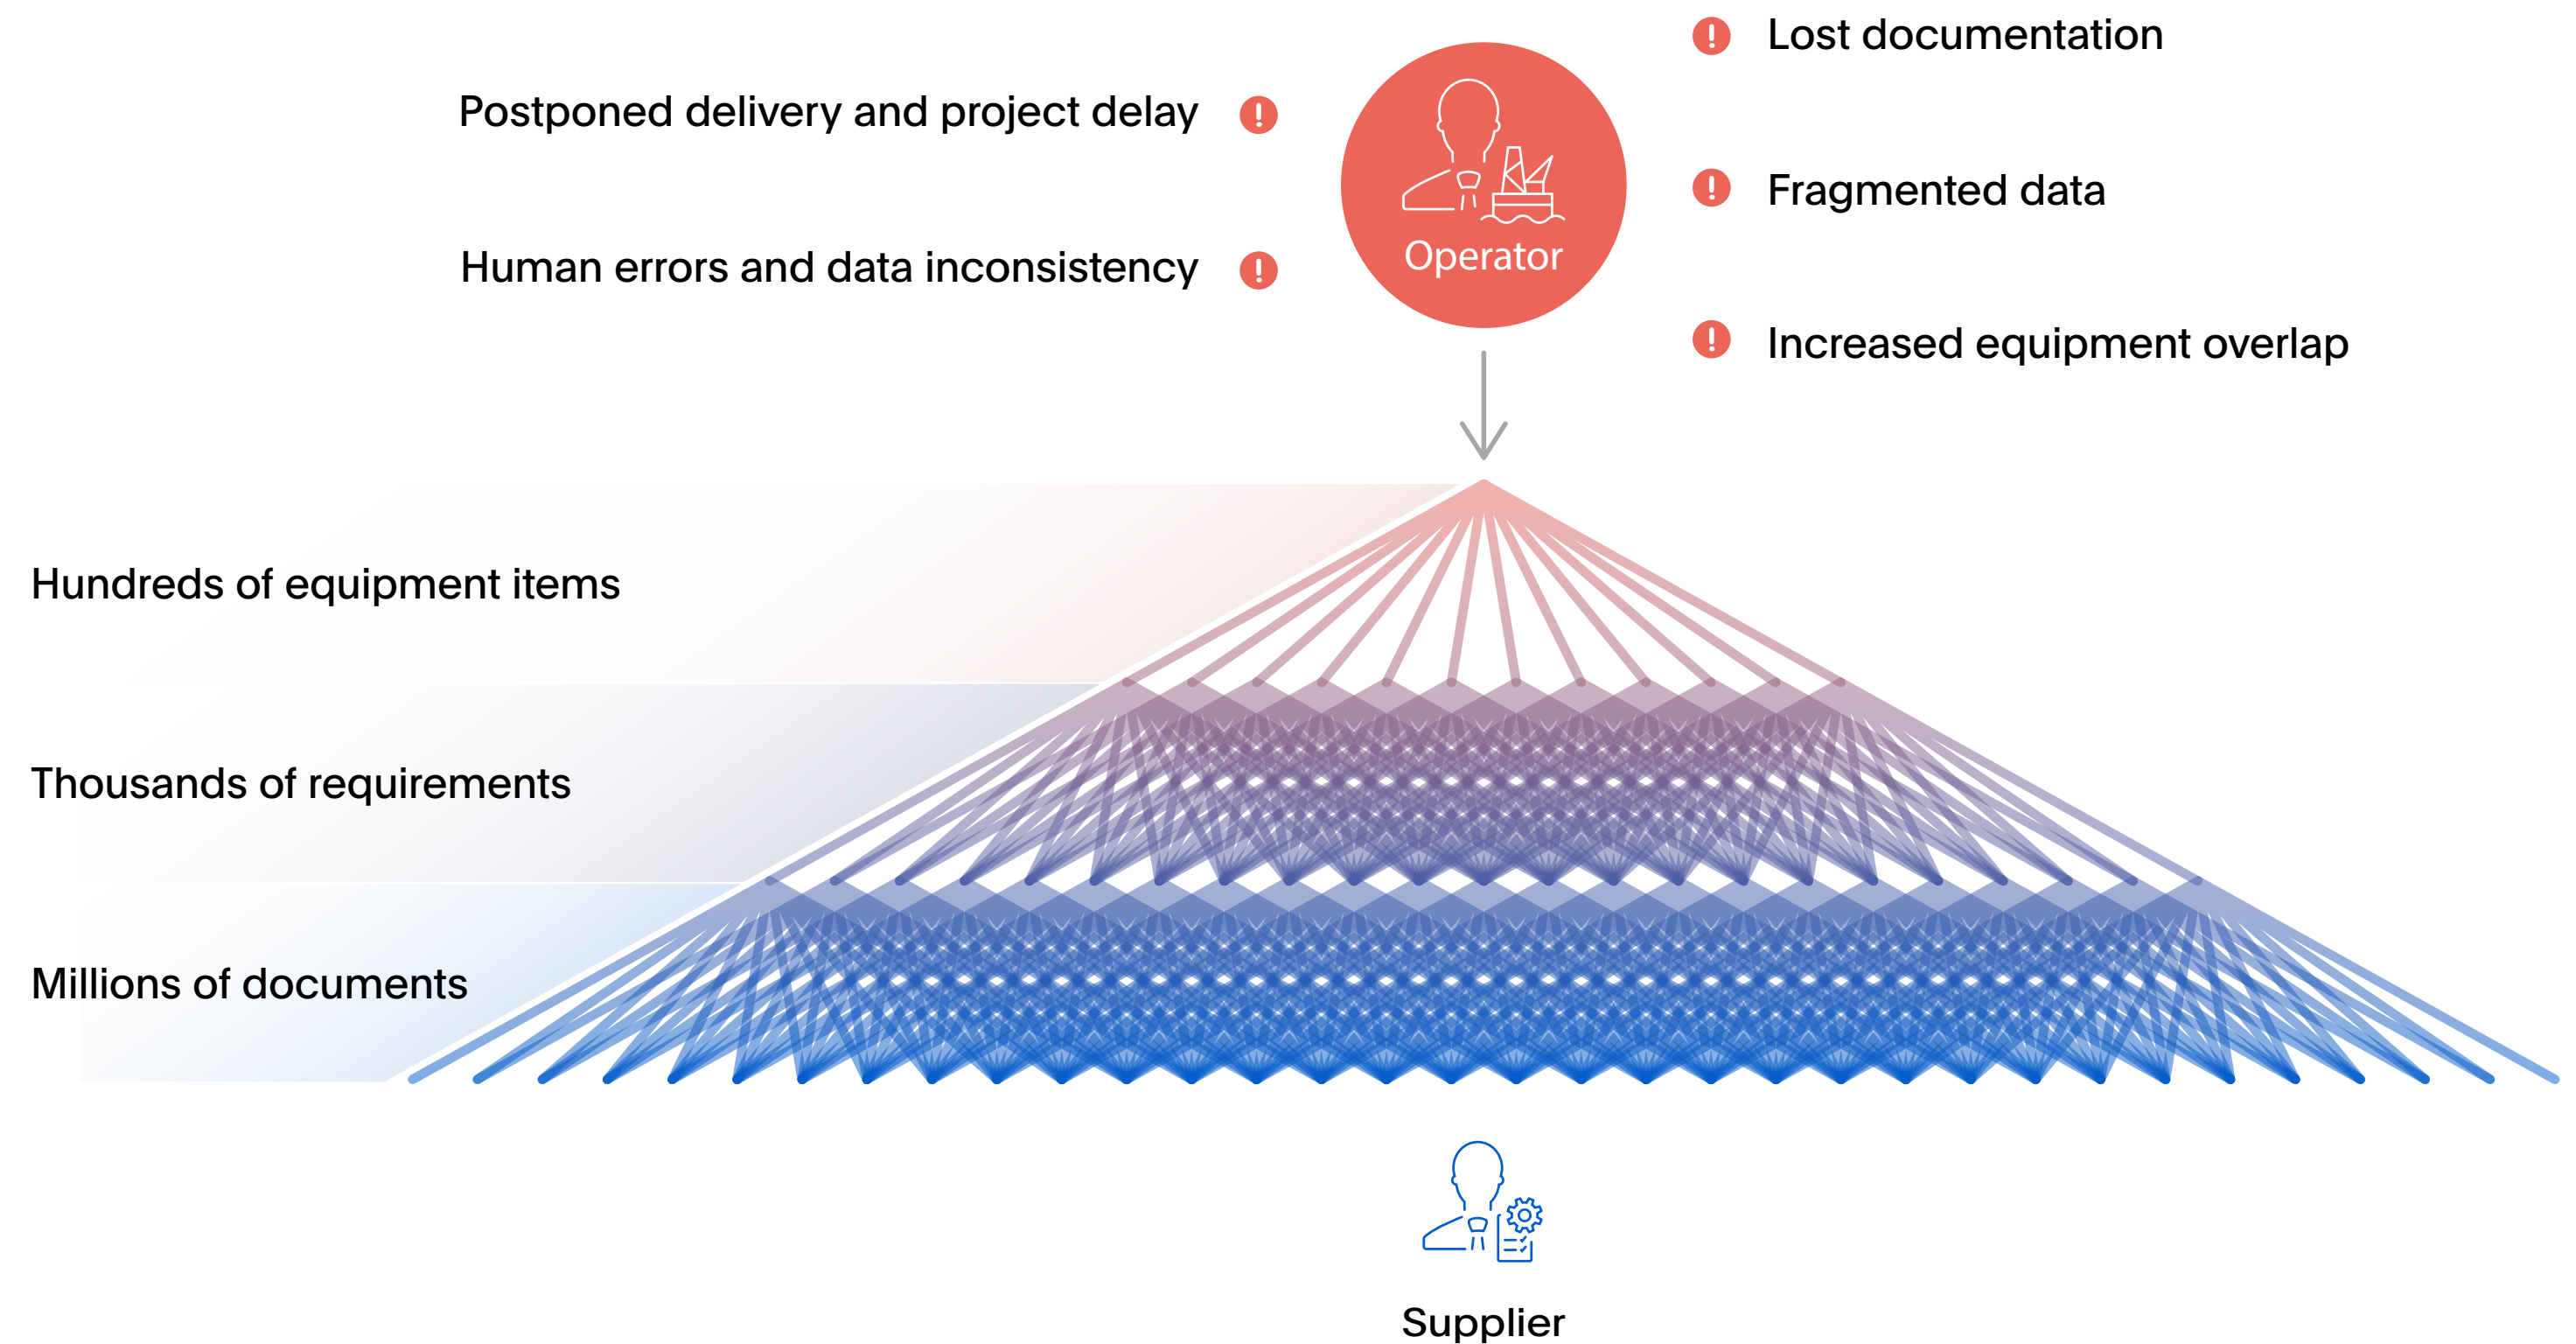 Lost documentation
Postponed delivery and project delay
Fragmented data
Operator
Human errors and data inconsistency
Increased equipment overlap
Hundreds of equipment items
Thousands of requirements
Millions of documents
Supplier